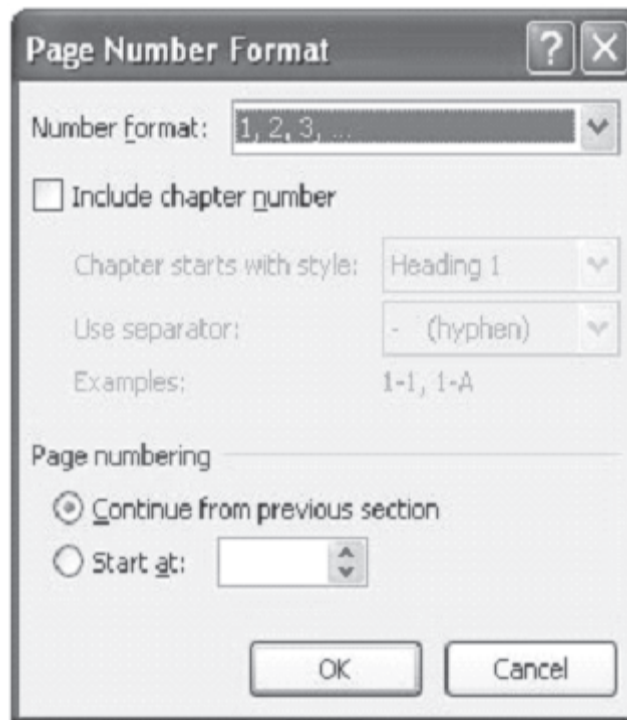 Page Number Format
Number format: 1, 2, 3, ...
Include chapter number
Chapter starts with style: Heading 1
Use separator: - (hyphen)
Examples: 1-1, 1-A
Page numbering
Continue from previous section
Start at:
OK Cancel